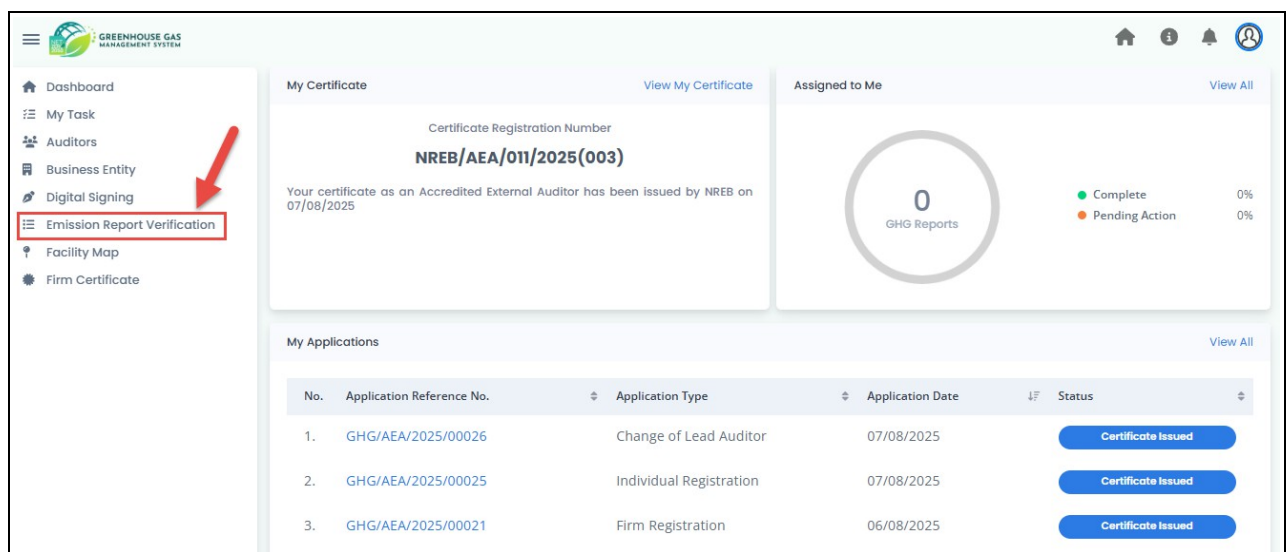 GREENHOUSE GAS
MANAGEMENT SYSTEM
Dashboard
My Task
Auditors
Business Entity
Digital Signing
Emission Report Verification
Facility Map
Firm Certificate
My Certificate View My Certificate
Certificate Registration Number
NREB/AEA/011/2025(003)
Your certificate as an Accredited External Auditor has been issued by NREB on
07/08/2025
Assigned to Me View All
0
GHG Reports
Complete 0%
Pending Action 0%
My Applications View All
No. Application Reference No. Application Type Application Date Status
1. GHG/AEA/2025/00026 Change of Lead Auditor 07/08/2025 Certificate Issued
2. GHG/AEA/2025/00025 Individual Registration 07/08/2025 Certificate Issued
3. GHG/AEA/2025/00021 Firm Registration 06/08/2025 Certificate Issued